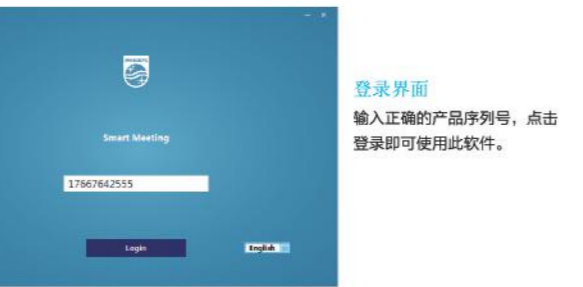 PHILIPS
Smart Meeting
17667642555
Login
English
登录界面
输入正确的产品序列号，点击
登录即可使用此软件。